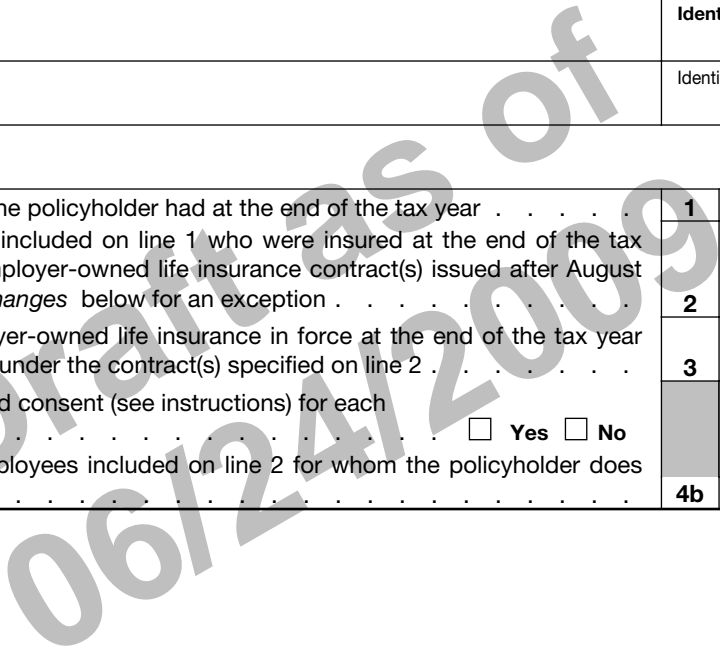 Ident
Identi
ne policyholder had at the end of the tax year . . . . . 1
included on line 1 who were insured at the end of the tax
mployer-owned life insurance contract(s) issued after August
hanges below for an exception . . . . . . . . . . 2
yer-owned life insurance in force at the end of the tax year
under the contract(s) specified on line 2 . . . . . . . 3
d consent (see instructions) for each
. . . . . . . . . . . . . . Yes No
ployees included on line 2 for whom the policyholder does
. . . . . . . . . . . . . . . . . . . 4b
Draft as of
06/24/2009